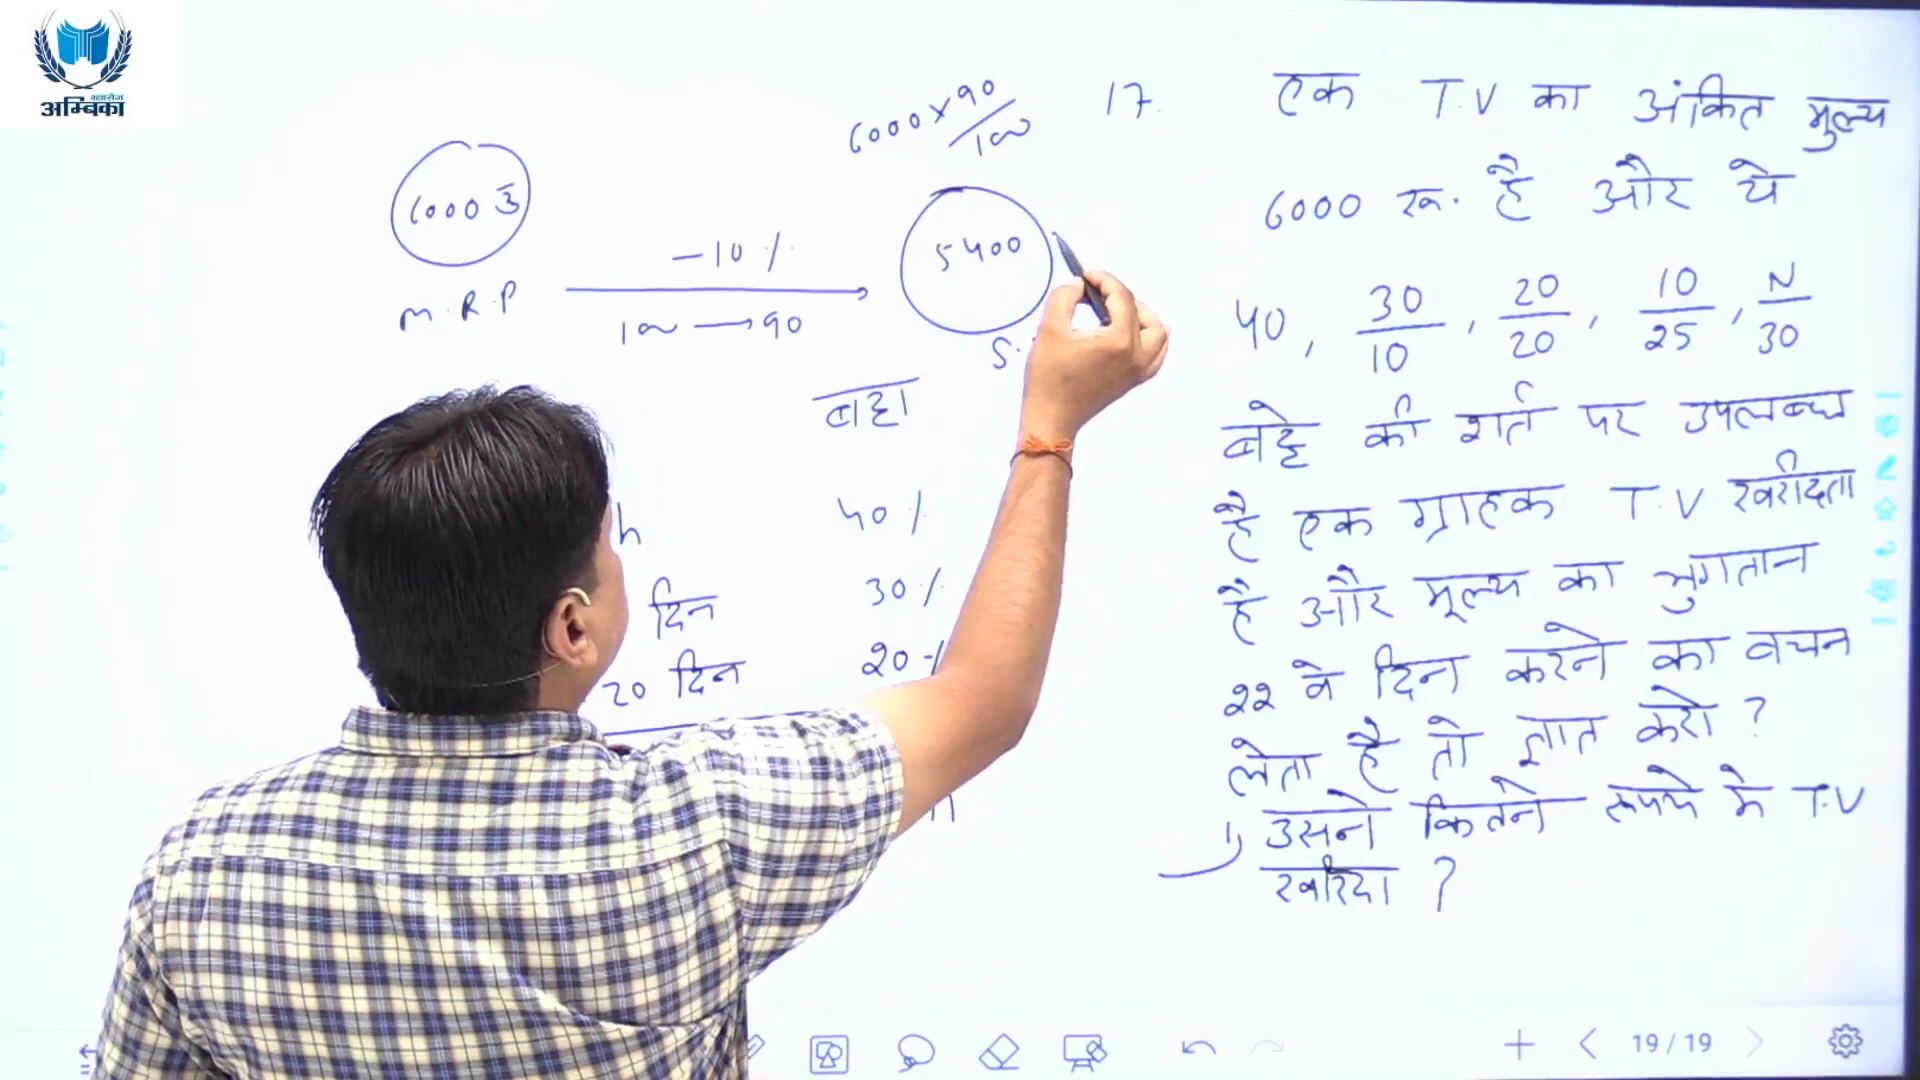 क्लासेज
अम्बिका
6000 रु
M.R.P
-10%
100 → 90
6000 × 90/100
5400
S.
बट्टा
h 40%
दिन 30%
20 दिन 20%
17. एक T.V का अंकित मुल्य
6000 रू. है और ये
40, 30/10, 20/20, 10/25, N/30
बट्टे की शर्त पर उपलब्ध
है एक ग्राहक T.V खरीदता
है और मूल्य का भुगतान
22 वे दिन करने का वचन
लेता है तो ज्ञात करो ?
1) उसने कितने रूपये मे T.V
खरिदा ?
19/19